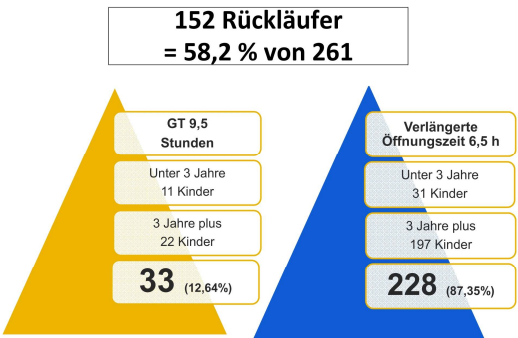 152 Rückläufer
= 58,2 % von 261
GT 9,5
Stunden
Unter 3 Jahre
11 Kinder
3 Jahre plus
22 Kinder
33 (12,64%)
Verlängerte
Öffnungszeit 6,5 h
Unter 3 Jahre
31 Kinder
3 Jahre plus
197 Kinder
228 (87,35%)